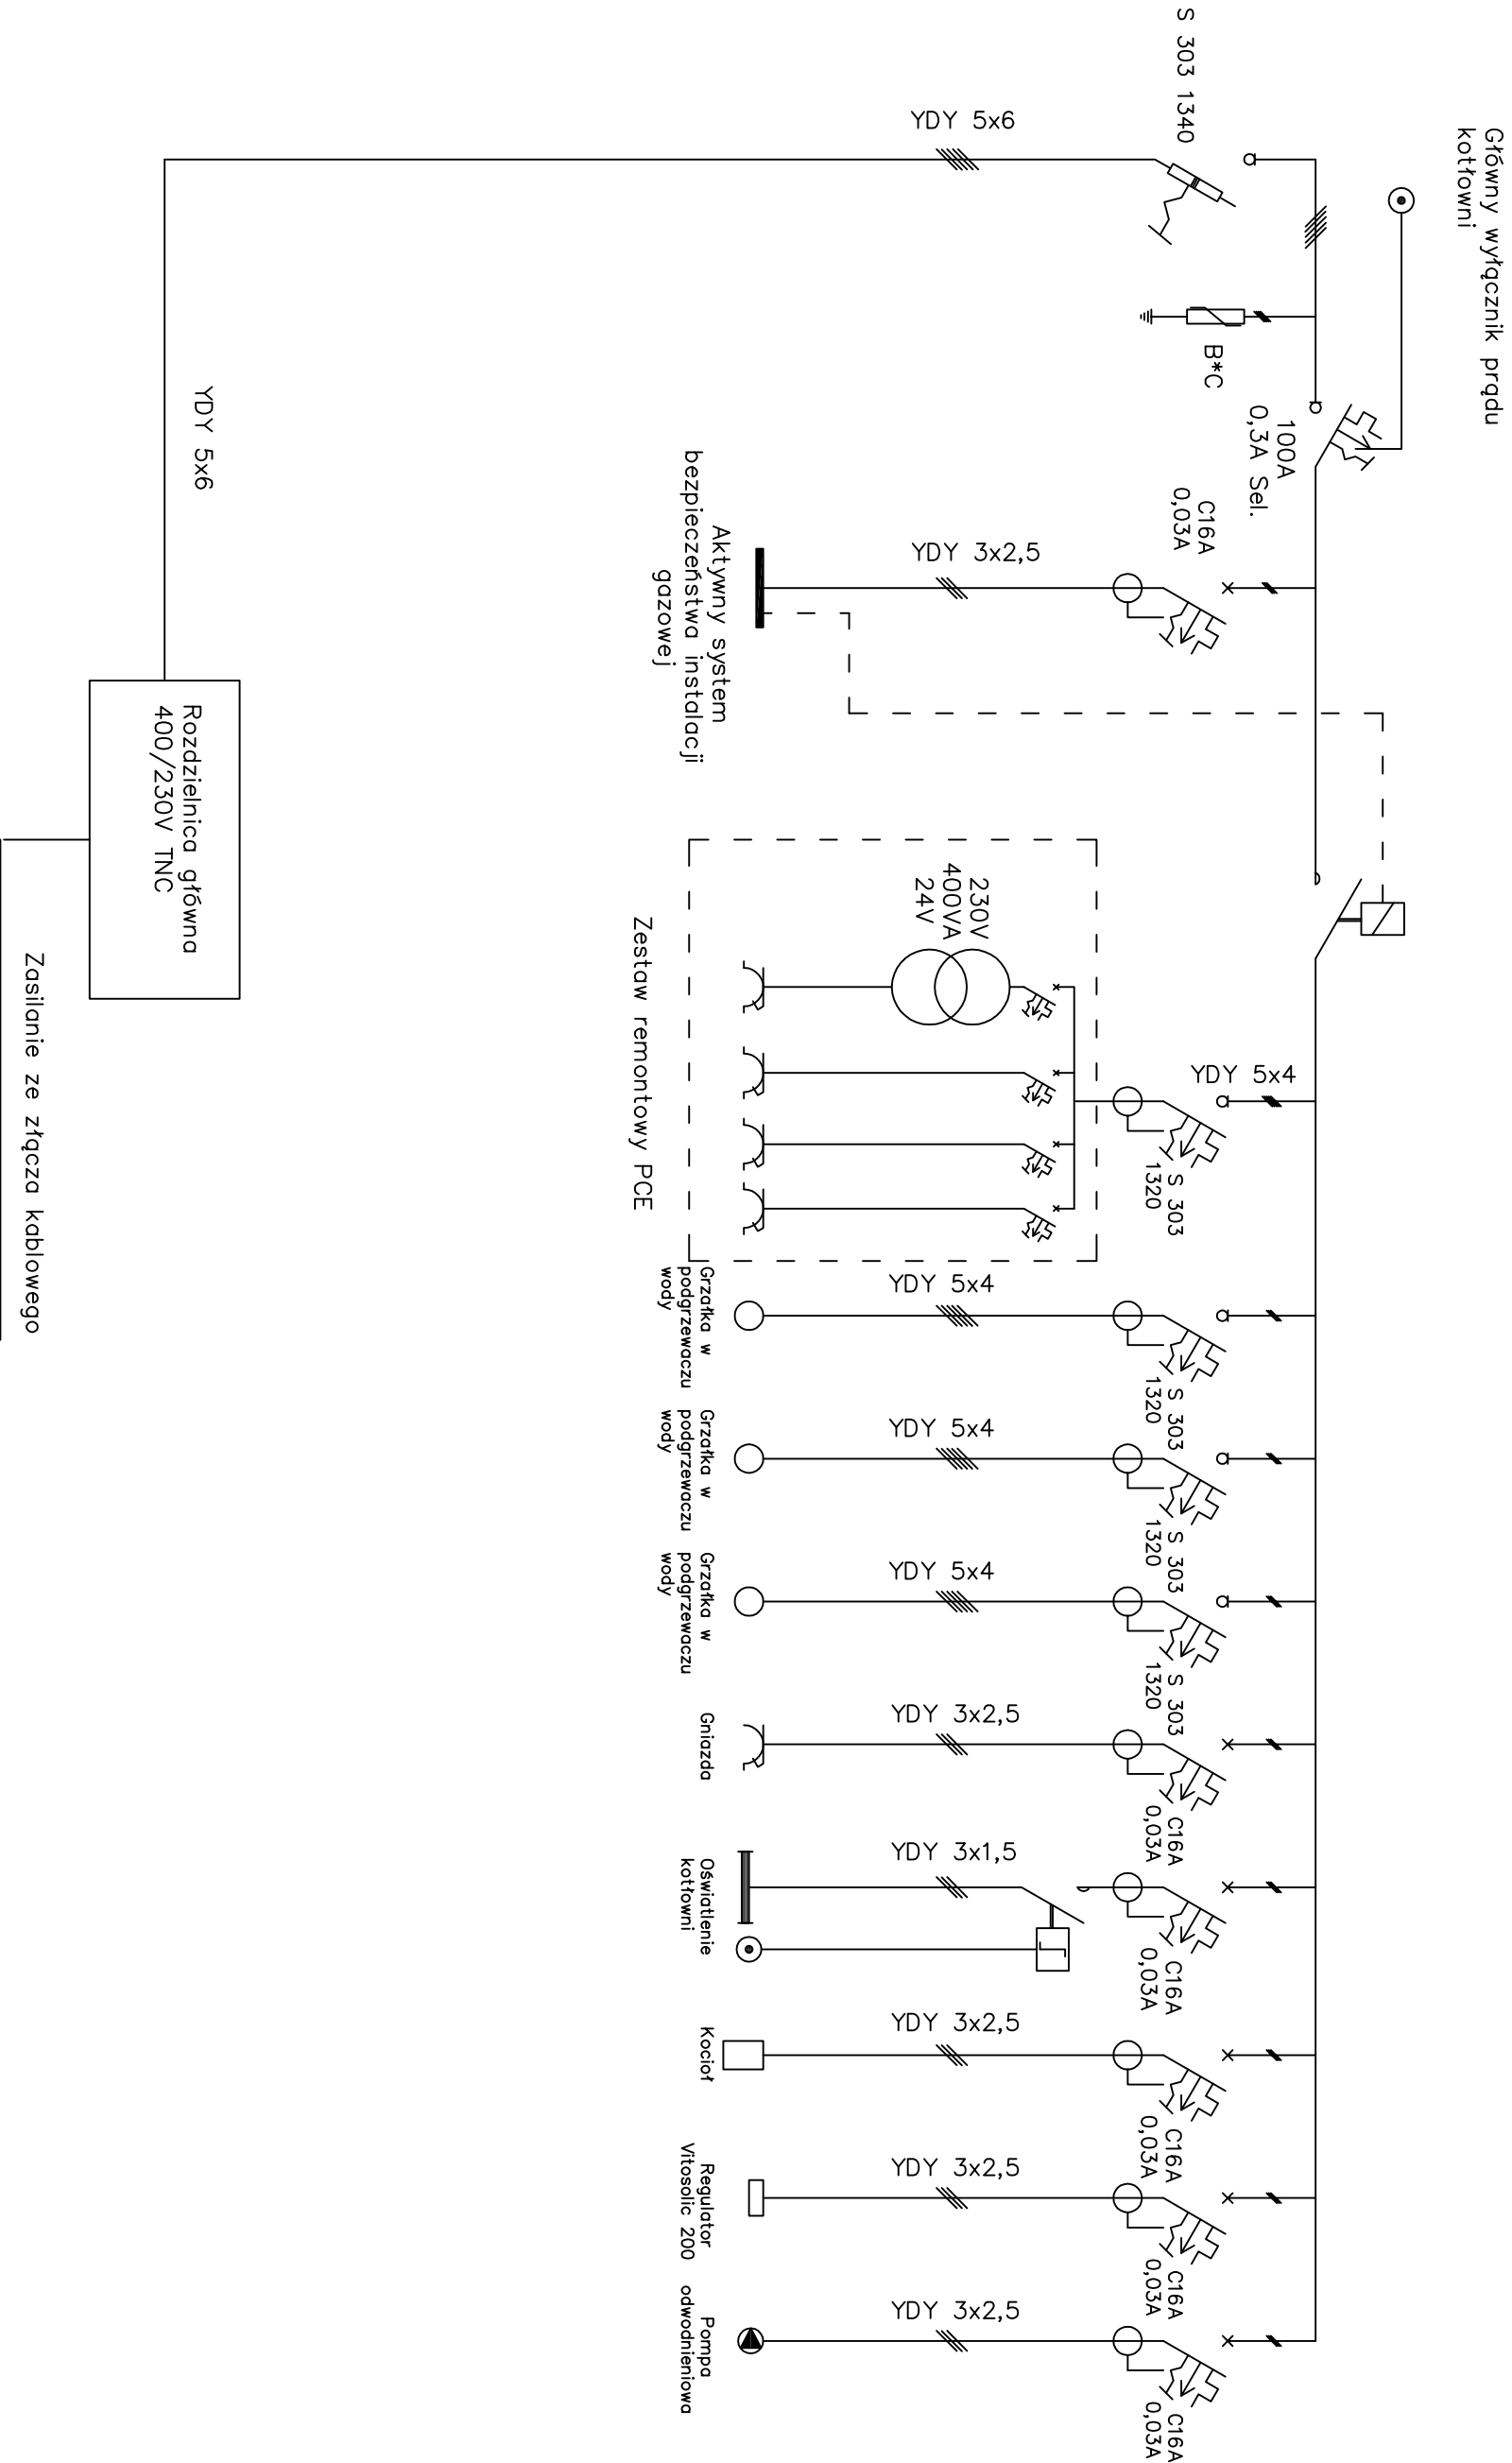 Główny wyłącznik prądu
kotłowni
S 303 1340
YDY 5x6
B*C
100A
0,3A Sel.
C16A
0,03A
YDY 3x2,5
Aktywny system
bezpieczeństwa instalacji
gazowej
YDY 5x6
Rozdzielnica główna
400/230V TNC
Zasilanie ze złącza kablowego
230V
400VA
24V
Zestaw remontowy PCE
YDY 5x4
S 303
1320
YDY 5x4
Grzałka w
podgrzewaczu
wody
S 303
1320
YDY 5x4
Grzałka w
podgrzewaczu
wody
S 303
1320
YDY 5x4
Grzałka w
podgrzewaczu
wody
S 303
1320
YDY 3x2,5
Gniazda
C16A
0,03A
YDY 3x1,5
Oświatlenie
kotłowni
C16A
0,03A
YDY 3x2,5
Kocioł
C16A
0,03A
YDY 3x2,5
Regulator
Vitosolic 200
C16A
0,03A
YDY 3x2,5
Pompa
odwodnieniowa
C16A
0,03A